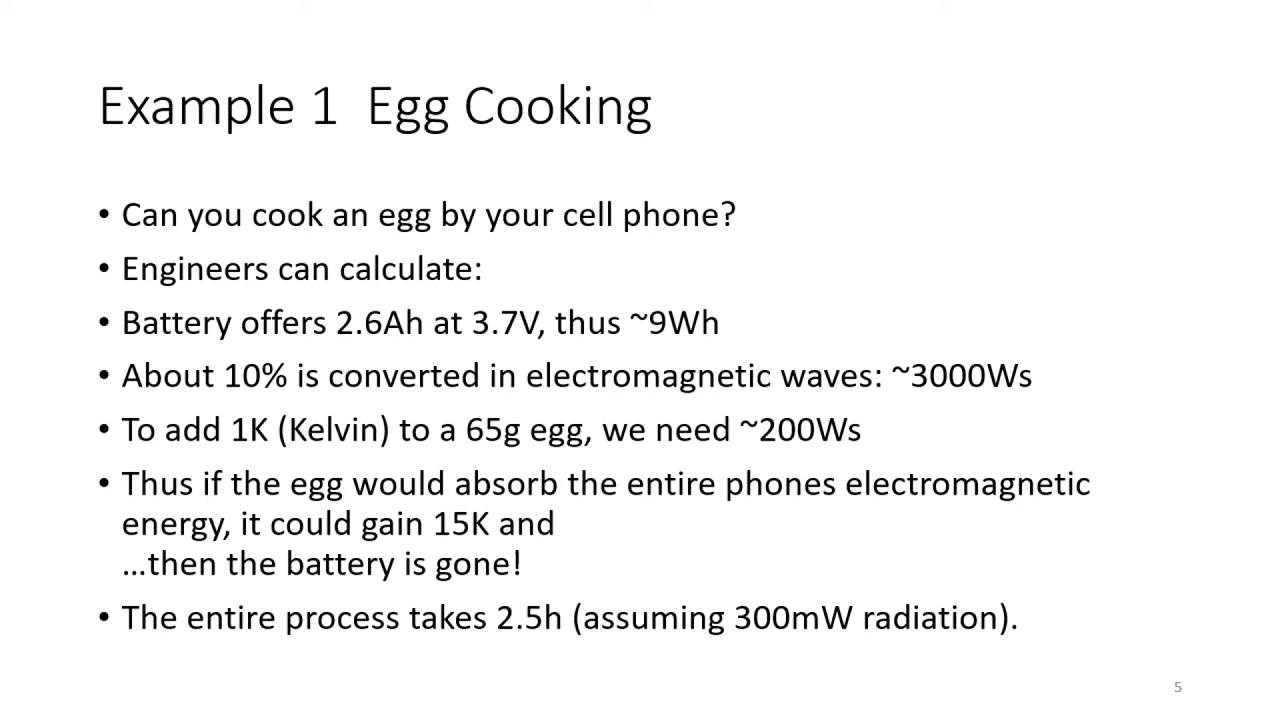 Example 1  Egg Cooking
• Can you cook an egg by your cell phone?
• Engineers can calculate:
• Battery offers 2.6Ah at 3.7V, thus ~9Wh
• About 10% is converted in electromagnetic waves: ~3000Ws
• To add 1K (Kelvin) to a 65g egg, we need ~200Ws
• Thus if the egg would absorb the entire phones electromagnetic
energy, it could gain 15K and
…then the battery is gone!
• The entire process takes 2.5h (assuming 300mW radiation).
5